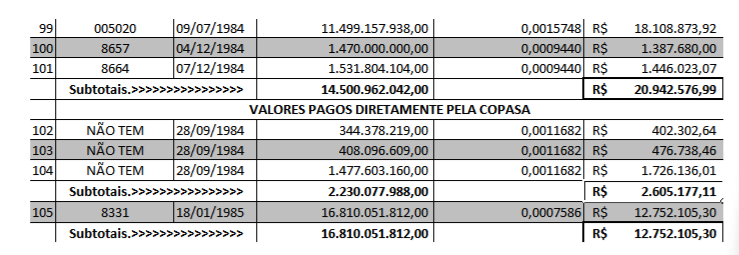 99 005020 09/07/1984 11.499.157.938,00 0,0015748 R$ 18.108.873,92
100 8657 04/12/1984 1.470.000.000,00 0,0009440 R$ 1.387.680,00
101 8664 07/12/1984 1.531.804.104,00 0,0009440 R$ 1.446.023,07
Subtotais.>>>>>>>>>>>>>>>> 14.500.962.042,00 R$ 20.942.576,99
VALORES PAGOS DIRETAMENTE PELA COPASA
102 NÃO TEM 28/09/1984 344.378.219,00 0,0011682 R$ 402.302,64
103 NÃO TEM 28/09/1984 408.096.609,00 0,0011682 R$ 476.738,46
104 NÃO TEM 28/09/1984 1.477.603.160,00 0,0011682 R$ 1.726.136,01
Subtotais.>>>>>>>>>>>>>>>> 2.230.077.988,00 R$ 2.605.177,11
105 8331 18/01/1985 16.810.051.812,00 0,0007586 R$ 12.752.105,30
Subtotais.>>>>>>>>>>>>>>>> 16.810.051.812,00 R$ 12.752.105,30